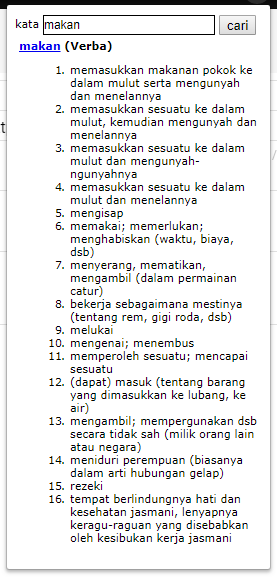 kata makan cari
makan (Verba)
1. memasukkan makanan pokok ke
dalam mulut serta mengunyah
dan menelannya
2. memasukkan sesuatu ke dalam
mulut, kemudian mengunyah dan
menelannya
3. memasukkan sesuatu ke dalam
mulut dan mengunyah-
ngunyahnya
4. memasukkan sesuatu ke dalam
mulut dan menelannya
5. mengisap
6. memakai; memerlukan;
menghabiskan (waktu, biaya,
dsb)
7. menyerang, mematikan,
mengambil (dalam permainan
catur)
8. bekerja sebagaimana mestinya
(tentang rem, gigi roda, dsb)
9. melukai
10. mengenai; menembus
11. memperoleh sesuatu; mencapai
sesuatu
12. (dapat) masuk (tentang barang
yang dimasukkan ke lubang, ke
air)
13. mengambil; mempergunakan dsb
secara tidak sah (milik orang lain
atau negara)
14. meniduri perempuan (biasanya
dalam arti hubungan gelap)
15. rezeki
16. tempat berlindungnya hati dan
kesehatan jasmani, lenyapnya
keragu-raguan yang disebabkan
oleh kesibukan kerja jasmani